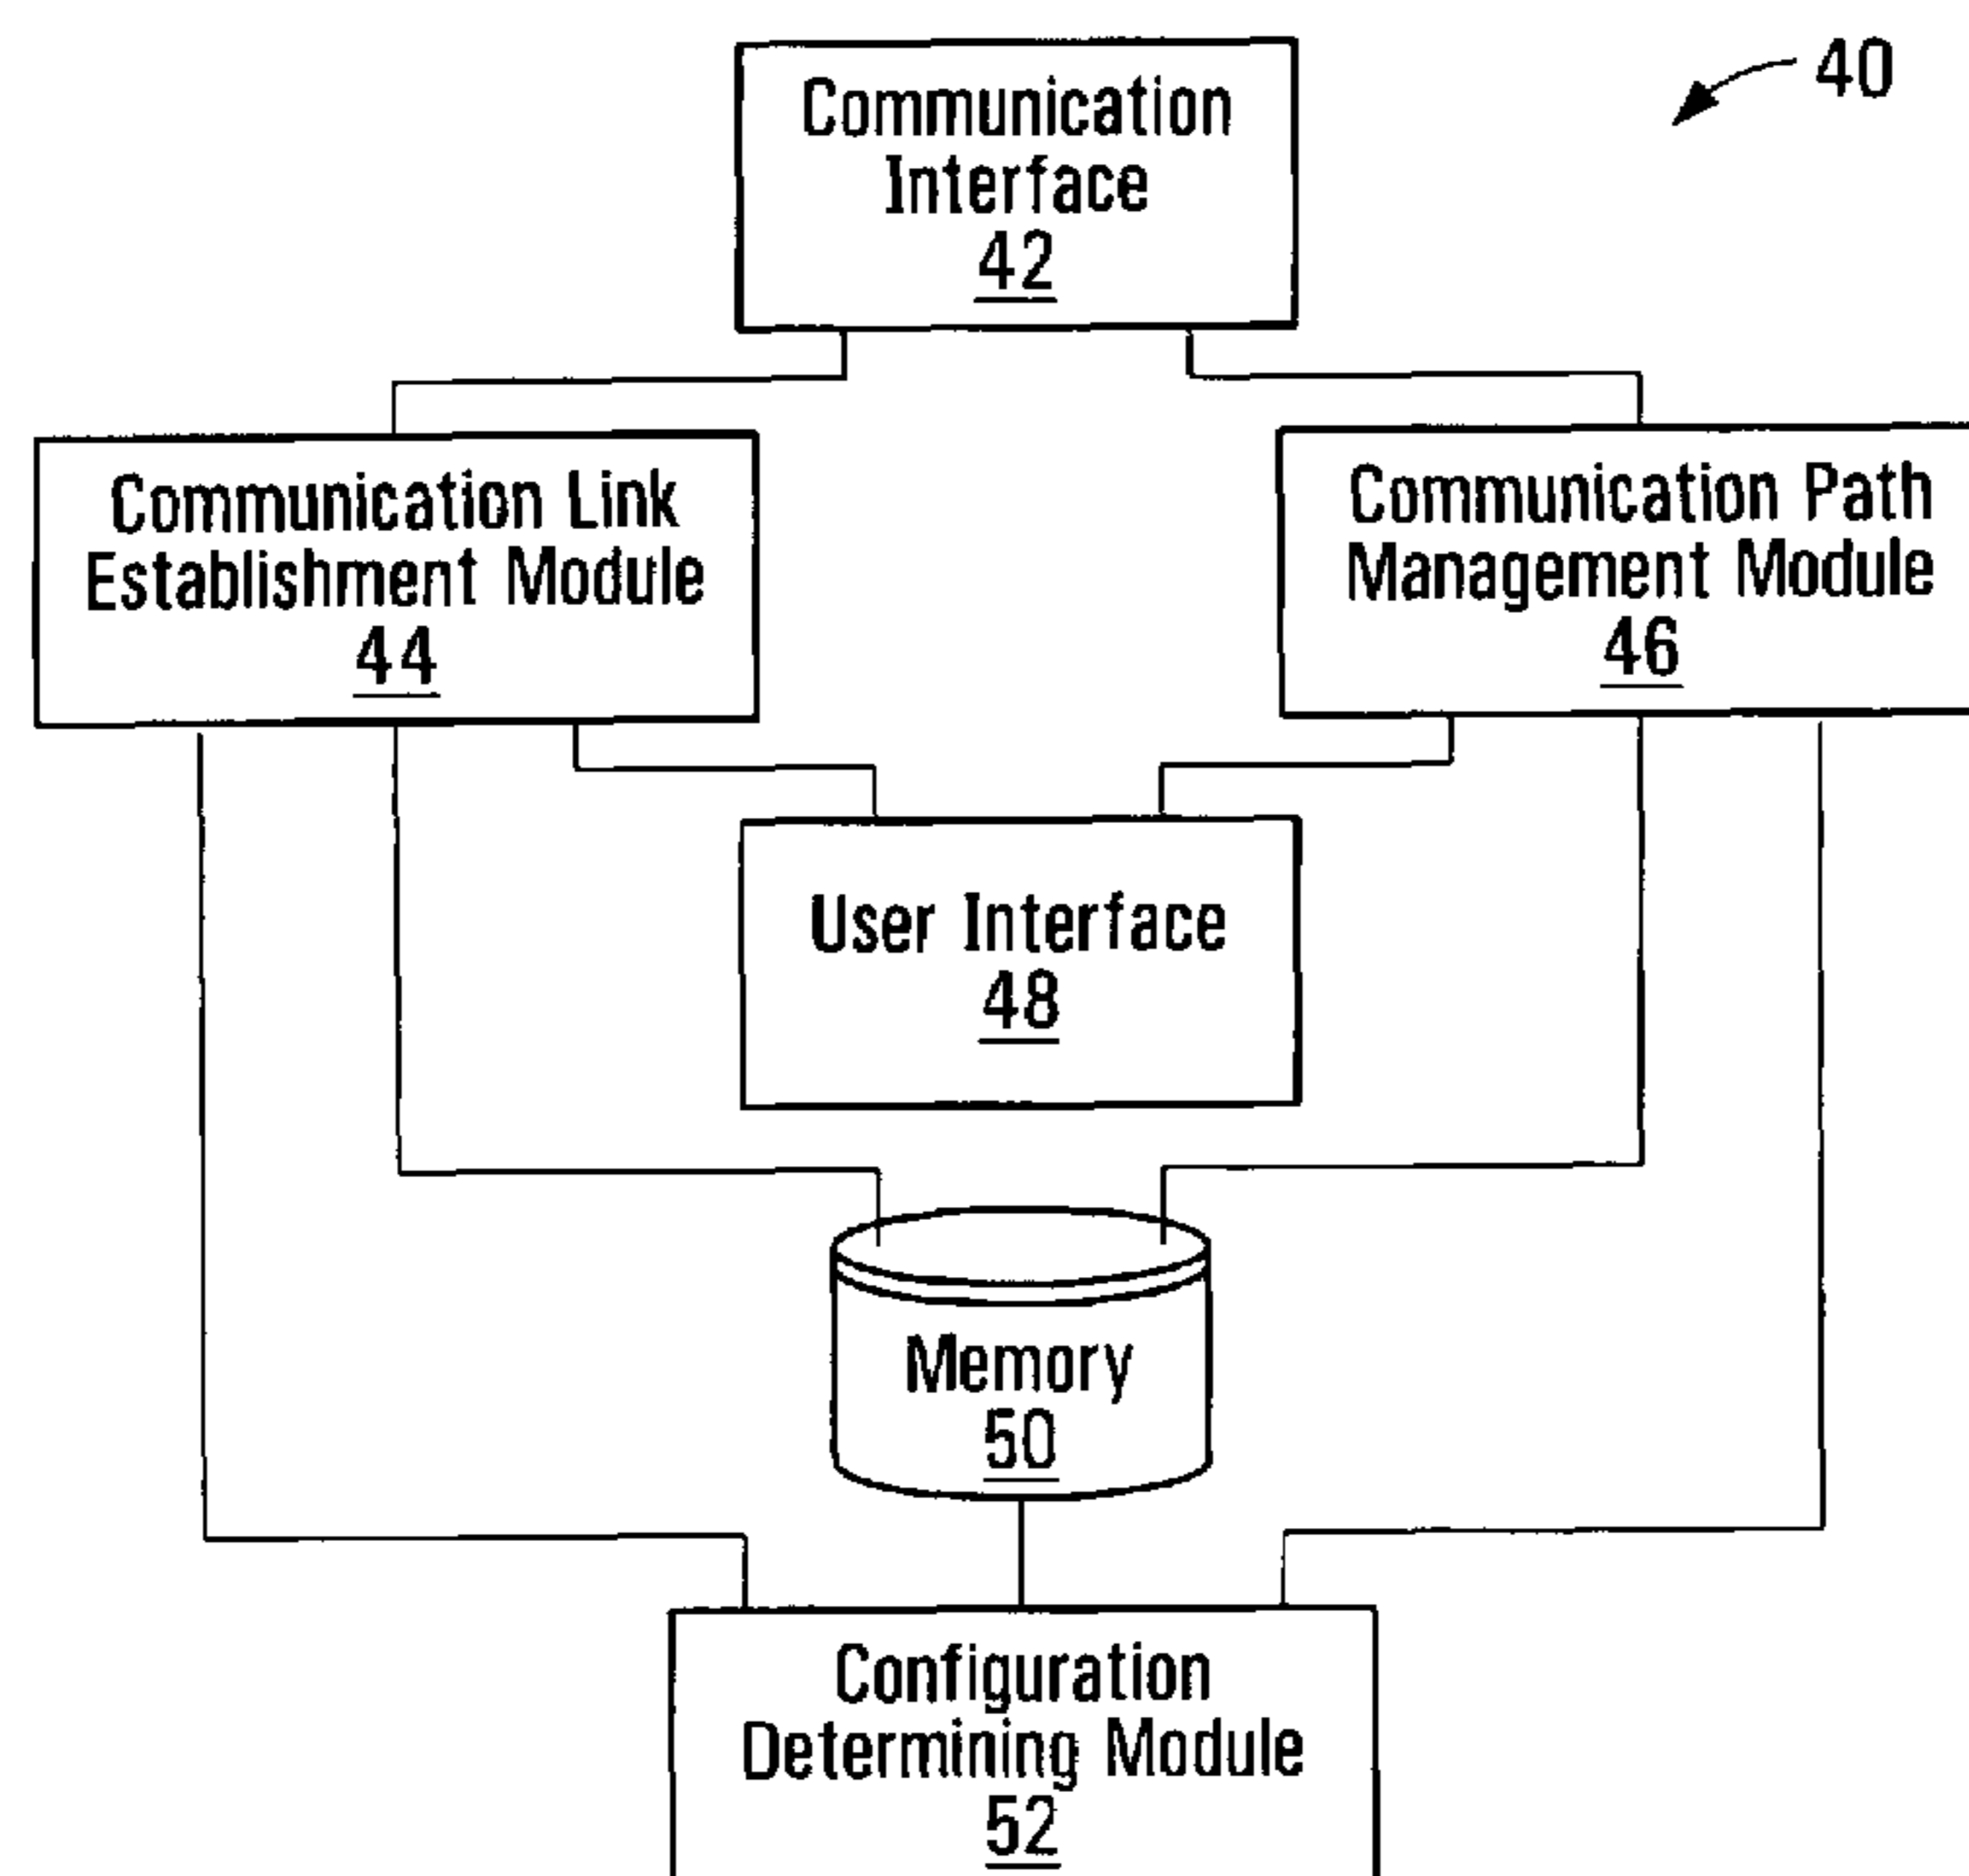 40
Communication
Interface
42
Communication Link
Establishment Module
44
Communication Path
Management Module
46
User Interface
48
Memory
50
Configuration
Determining Module
52